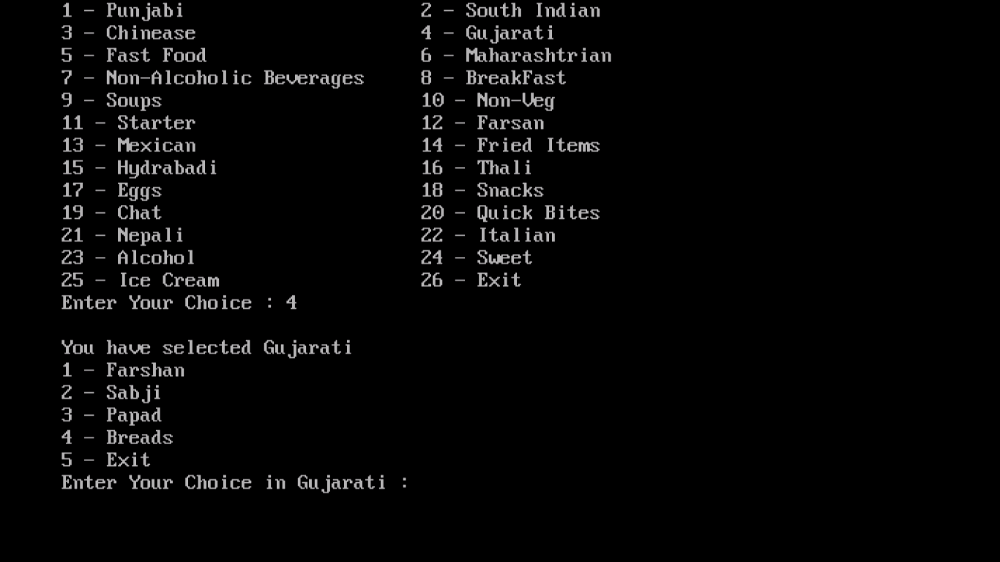 1 - Punjabi 2 - South Indian
3 - Chinease 4 - Gujarati
5 - Fast Food 6 - Maharashtrian
7 - Non-Alcoholic Beverages 8 - BreakFast
9 - Soups 10 - Non-Veg
11 - Starter 12 - Farsan
13 - Mexican 14 - Fried Items
15 - Hydrabadi 16 - Thali
17 - Eggs 18 - Snacks
19 - Chat 20 - Quick Bites
21 - Nepali 22 - Italian
23 - Alcohol 24 - Sweet
25 - Ice Cream 26 - Exit
Enter Your Choice : 4
You have selected Gujarati
1 - Farshan
2 - Sabji
3 - Papad
4 - Breads
5 - Exit
Enter Your Choice in Gujarati :